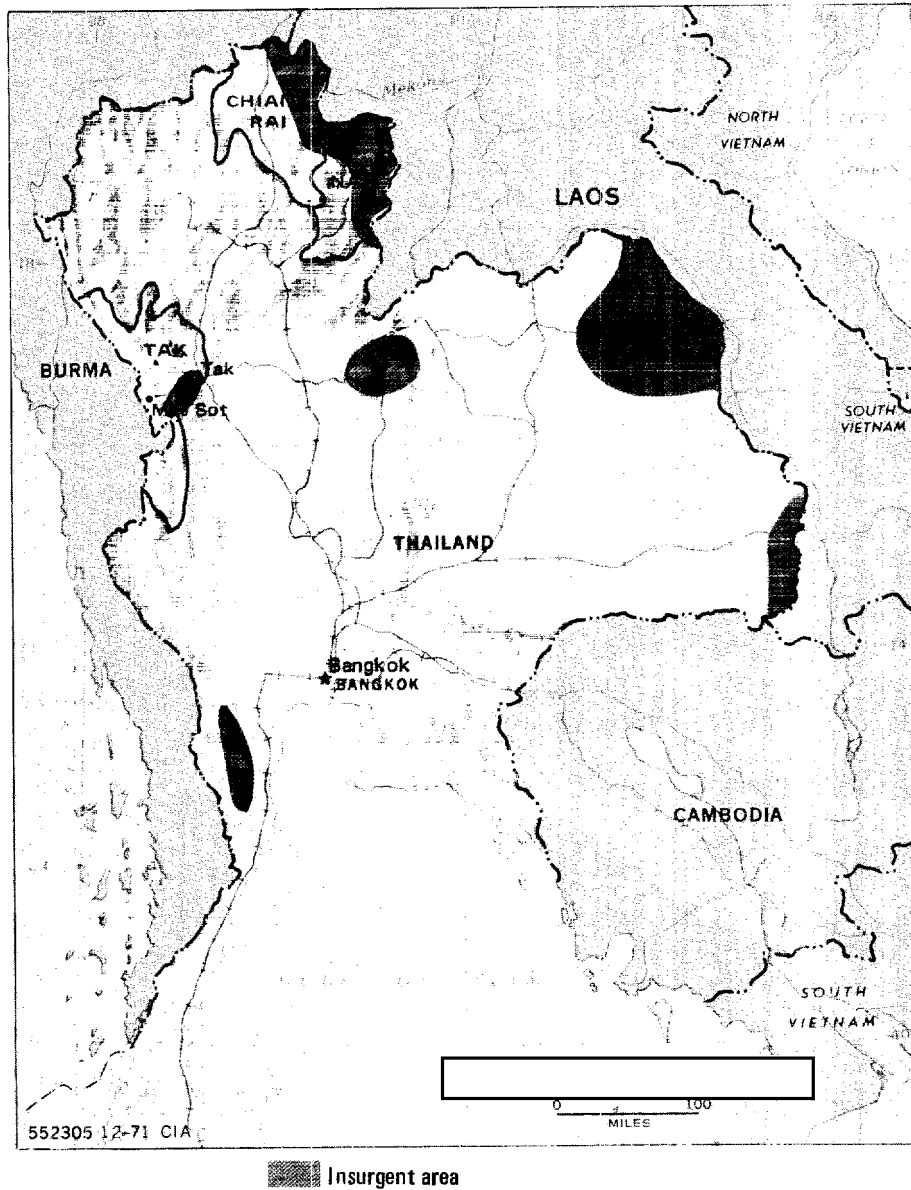 Mekong
CHIANG
RAI
NORTH
VIETNAM
LAOS
TAK
Tak
BURMA
Mae Sot
SOUTH
VIETNAM
THAILAND
Bangkok
BANGKOK
CAMBODIA
SOUTH
VIETNAM
0 100
MILES
552305 12-71 CIA
Insurgent area